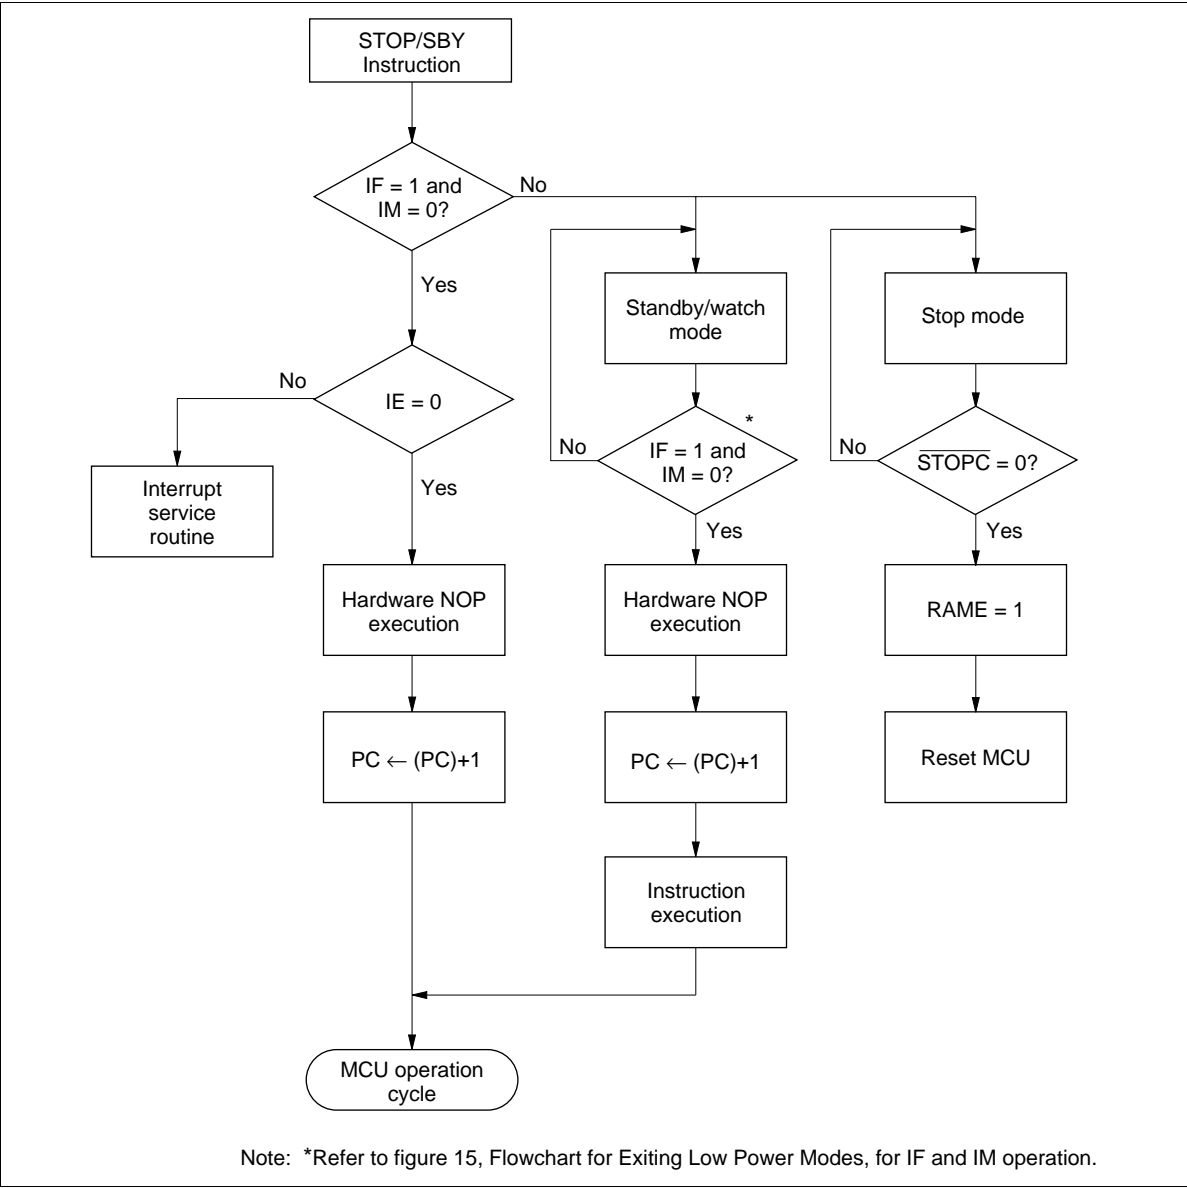 STOP/SBY
Instruction
IF = 1 and
IM = 0?
No
Yes
Standby/watch
mode
Stop mode
No
IE = 0
*
No
IF = 1 and
IM = 0?
No
STOPC = 0?
Interrupt
service
routine
Yes
Yes
Yes
Hardware NOP
execution
Hardware NOP
execution
RAME = 1
PC ← (PC)+1
PC ← (PC)+1
Reset MCU
Instruction
execution
MCU operation
cycle
Note: *Refer to figure 15, Flowchart for Exiting Low Power Modes, for IF and IM operation.